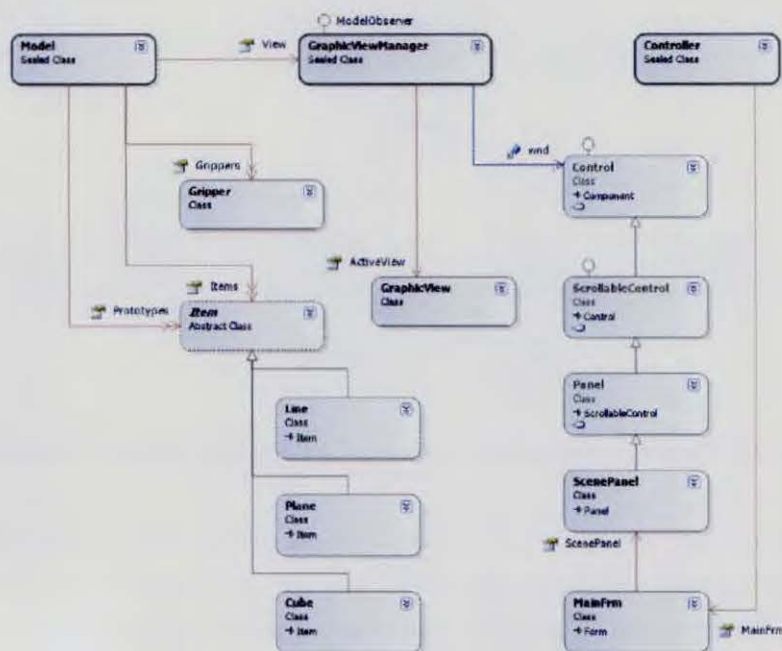 ModelObserver
Model
Sealed Class
View
GraphicViewManager
Sealed Class
Controller
Sealed Class
Grippers
Gripper
Class
wnd
Control
Class
Component
ActiveView
GraphicView
Class
Items
Prototypes
Item
Abstract Class
ScrollableControl
Class
Control
Panel
Class
ScrollableControl
Line
Class
Item
ScenePanel
Class
Panel
Plane
Class
Item
ScenePanel
Cube
Class
Item
MainFrm
Class
Form
MainFrm